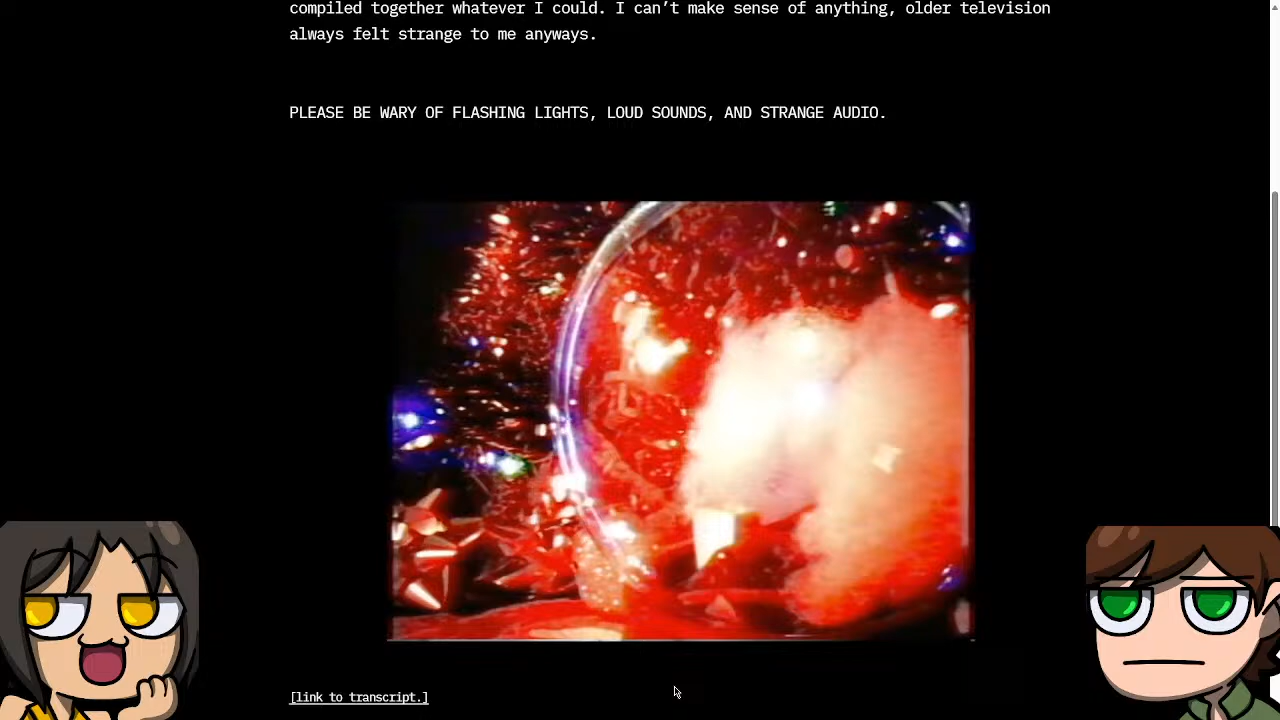 compiled together whatever I could. I can’t make sense of anything, older television
always felt strange to me anyways.
PLEASE BE WARY OF FLASHING LIGHTS, LOUD SOUNDS, AND STRANGE AUDIO.
[link to transcript.]